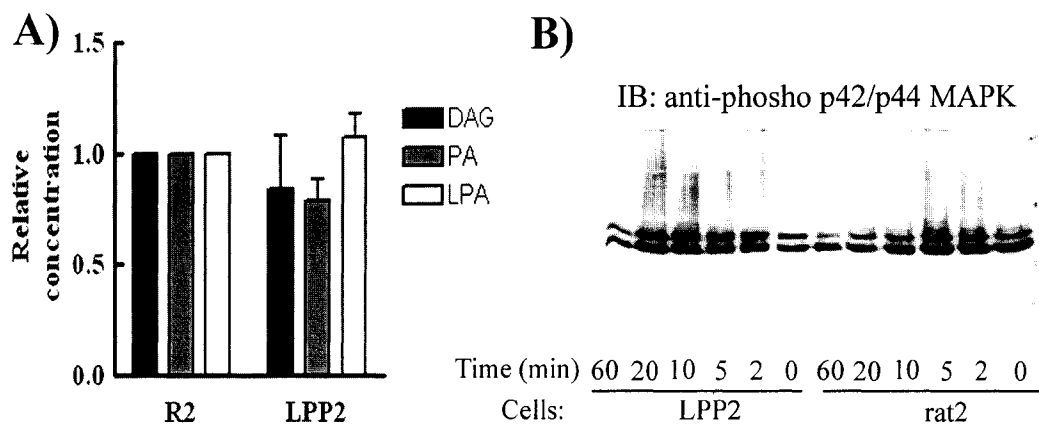 A)
1.5
1.0
0.5
0.0
Relative
concentration
DAG
PA
LPA
R2
LPP2
B)
IB: anti-phosho p42/p44 MAPK
Time (min) 60 20 10 5 2 0 60 20 10 5 2 0
Cells: LPP2 rat2